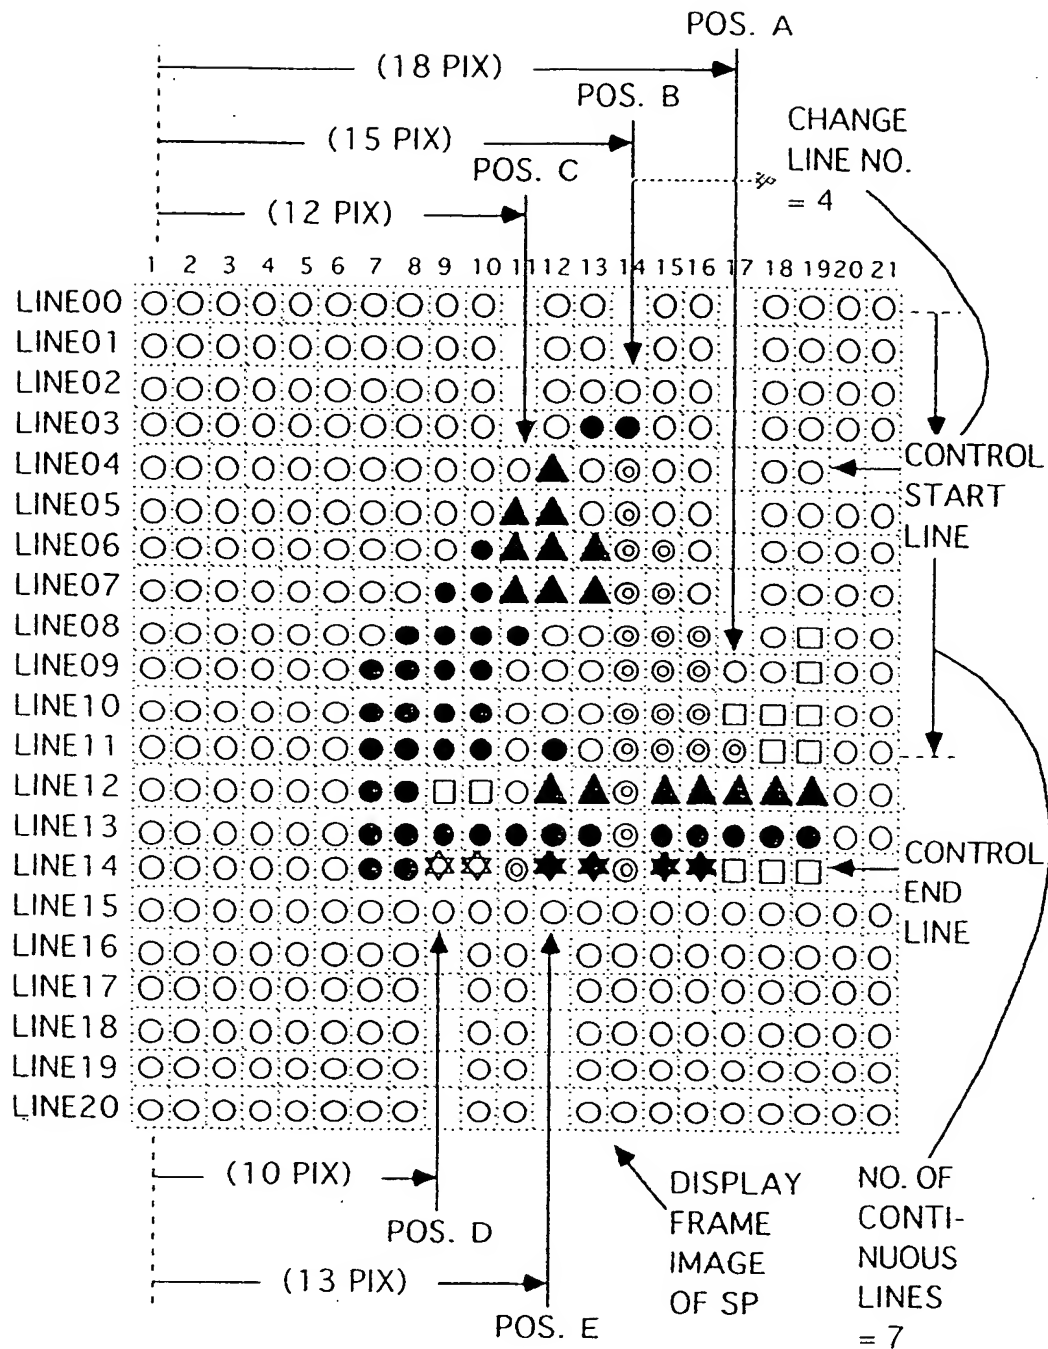 POS. A
(18 PIX)
POS. B
(15 PIX)
CHANGE
LINE NO.
= 4
POS. C
(12 PIX)
1 2 3 4 5 6 7 8 9 10 11 12 13 14 15 16 17 18 19 20 21
LINE00
LINE01
LINE02
LINE03
LINE04
LINE05
LINE06
LINE07
LINE08
LINE09
LINE10
LINE11
LINE12
LINE13
LINE14
LINE15
LINE16
LINE17
LINE18
LINE19
LINE20
CONTROL
START
LINE
CONTROL
END
LINE
(10 PIX)
POS. D
(13 PIX)
POS. E
DISPLAY
FRAME
IMAGE
OF SP
NO. OF
CONTI-
NUOUS
LINES
= 7